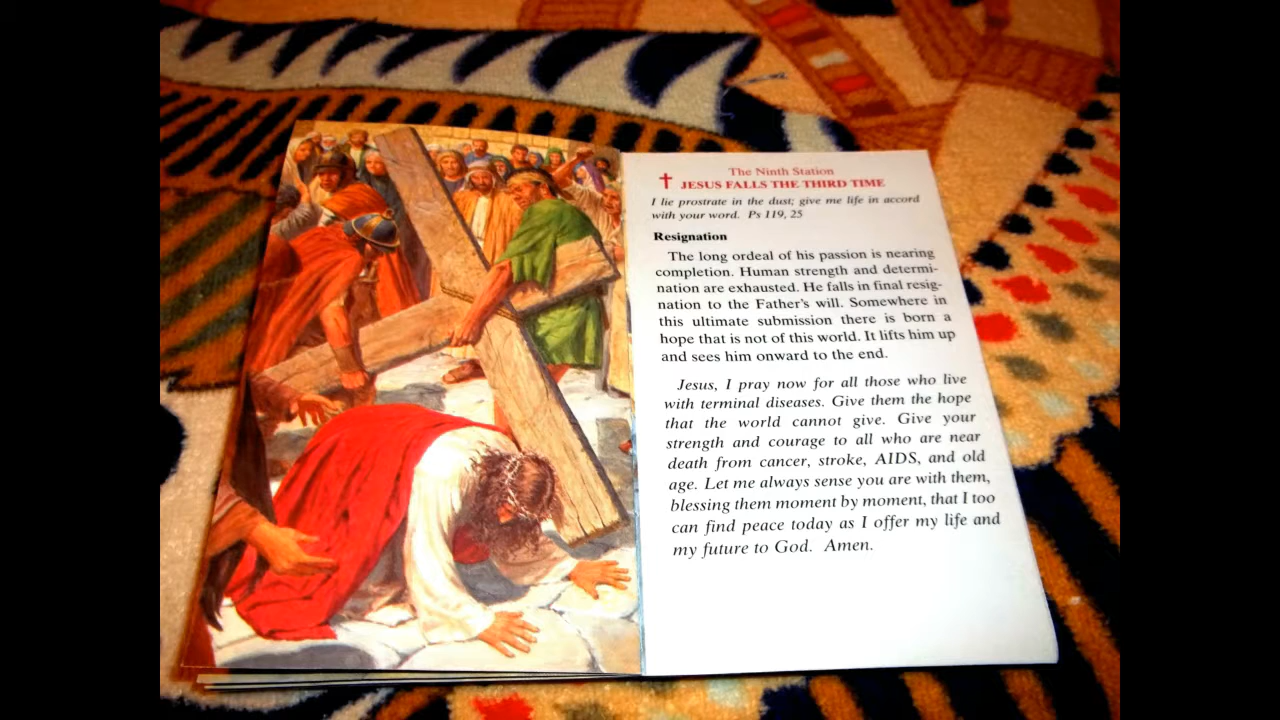 The Ninth Station
✝ JESUS FALLS THE THIRD TIME
I lie prostrate in the dust; give me life in accord
with your word. Ps 119, 25
Resignation
The long ordeal of his passion is nearing
completion. Human strength and determi-
nation are exhausted. He falls in final resig-
nation to the Father's will. Somewhere in
this ultimate submission there is born a
hope that is not of this world. It lifts him up
and sees him onward to the end.
Jesus, I pray now for all those who live
with terminal diseases. Give them the hope
that the world cannot give. Give your
strength and courage to all who are near
death from cancer, stroke, AIDS, and old
age. Let me always sense you are with them,
blessing them moment by moment, that I too
can find peace today as I offer my life and
my future to God. Amen.